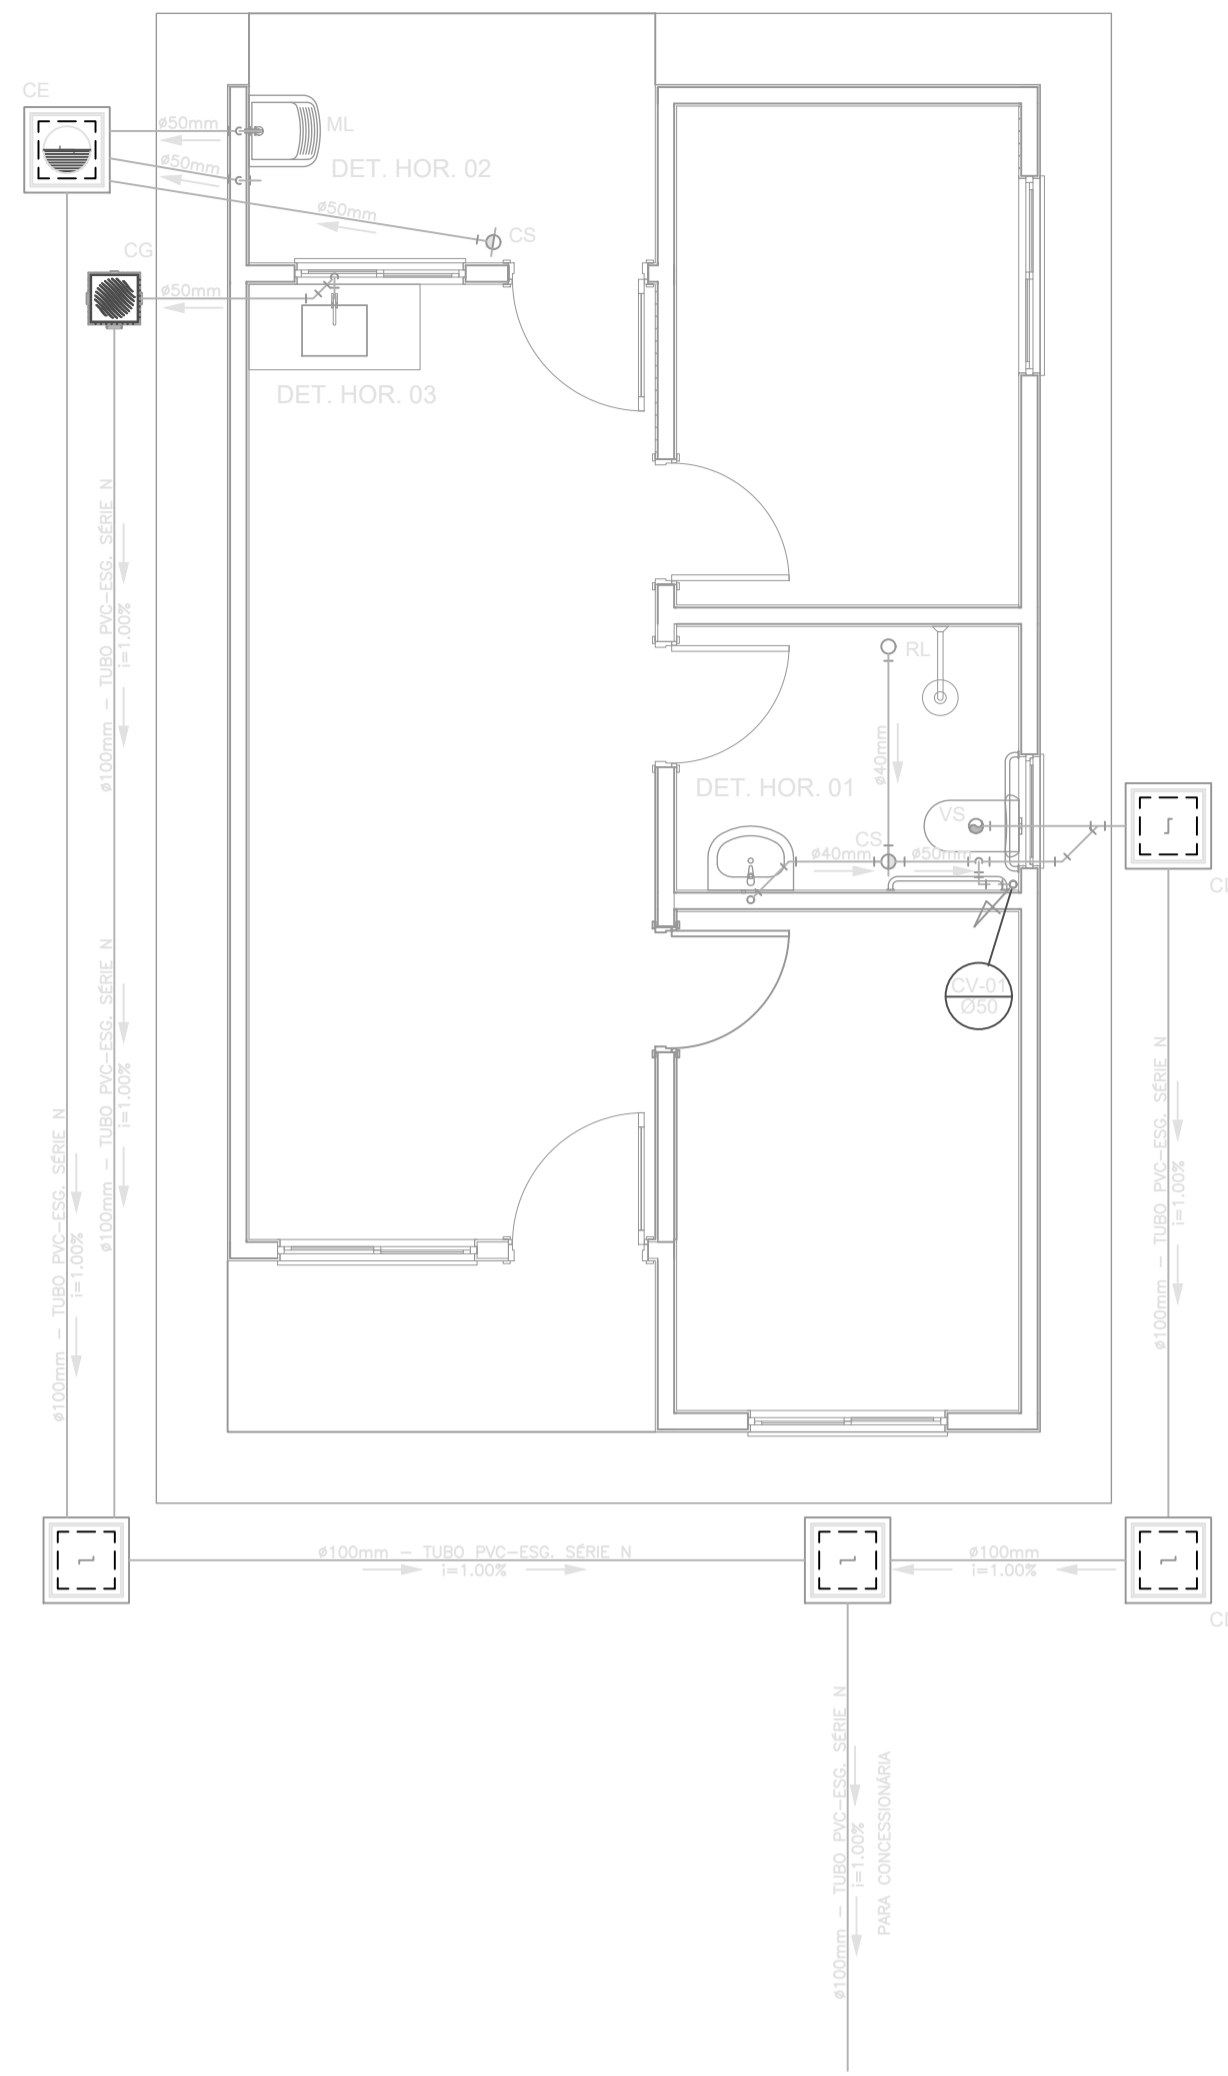 CE
ø50mm
ML
ø50mm
DET. HOR. 02
ø50mm
CS
CG
ø50mm
DET. HOR. 03
ø100mm – TUBO PVC–ESG. SÉRIE N
i=1.00%
RL
ø40mm
DET. HOR. 01
VS
CS
ø40mm
ø50mm
CI
CV-01
Ø50
ø100mm – TUBO PVC–ESG. SÉRIE N
i=1.00%
ø100mm – TUBO PVC–ESG. SÉRIE N
i=1.00%
ø100mm – TUBO PVC–ESG. SÉRIE N
i=1.00%
ø100mm – TUBO PVC–ESG. SÉRIE N
i=1.00%
ø100mm
i=1.00%
CI
ø100mm – TUBO PVC–ESG. SÉRIE N
i=1.00%
PARA CONCESSIONÁRIA